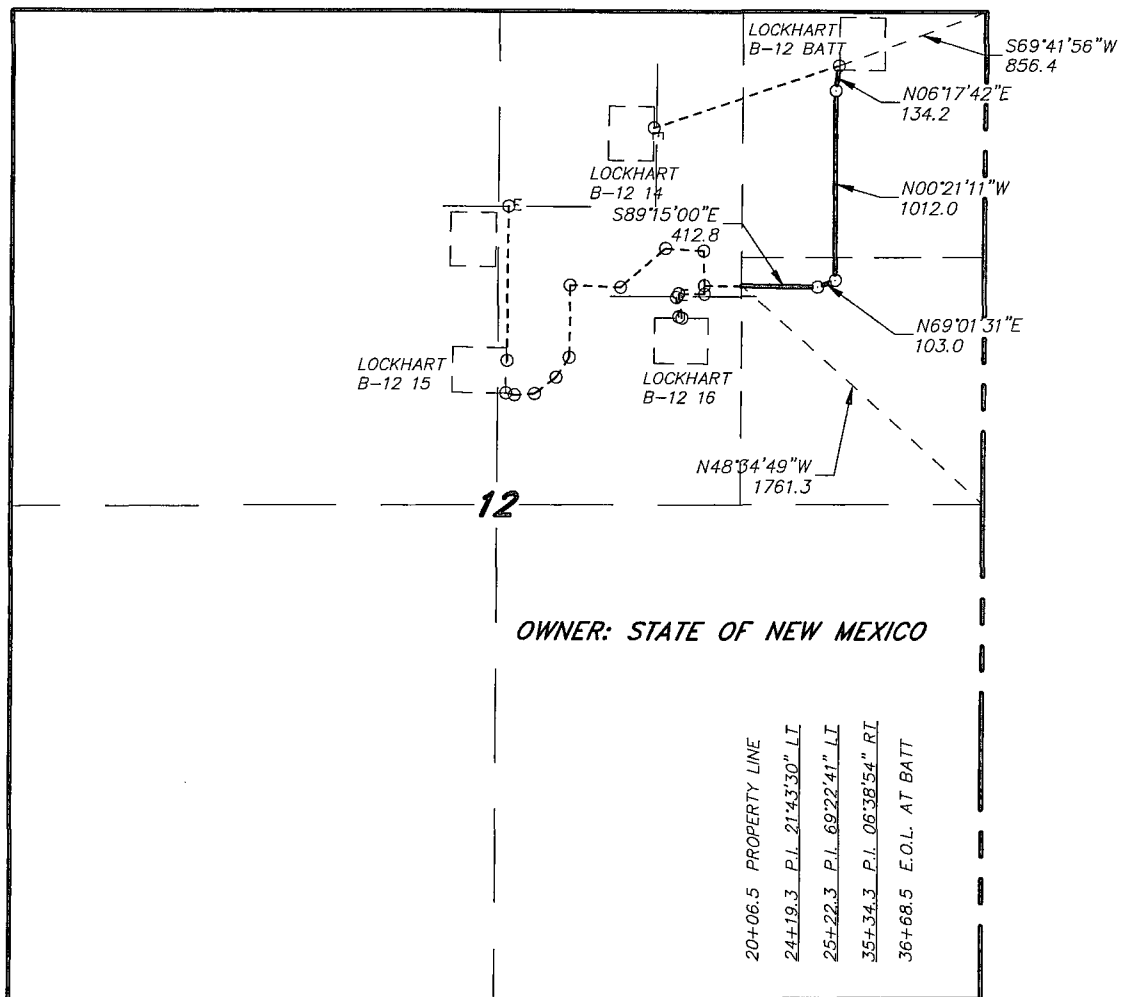 LOCKHART
B-12 BATT
S69°41'56"W
856.4
N06°17'42"E
134.2
LOCKHART
B-12 14
N00°21'11"W
1012.0
S89°15'00"E
412.8
E
N69°01'31"E
103.0
LOCKHART
B-12 15
LOCKHART
B-12 16
N48°34'49"W
1761.3
12
OWNER: STATE OF NEW MEXICO
20+06.5 PROPERTY LINE
24+19.3 P.I. 21°43'30" LT
25+22.3 P.I. 69°22'41" LT
35+34.3 P.I. 06°38'54" RT
36+68.5 E.O.L. AT BATT